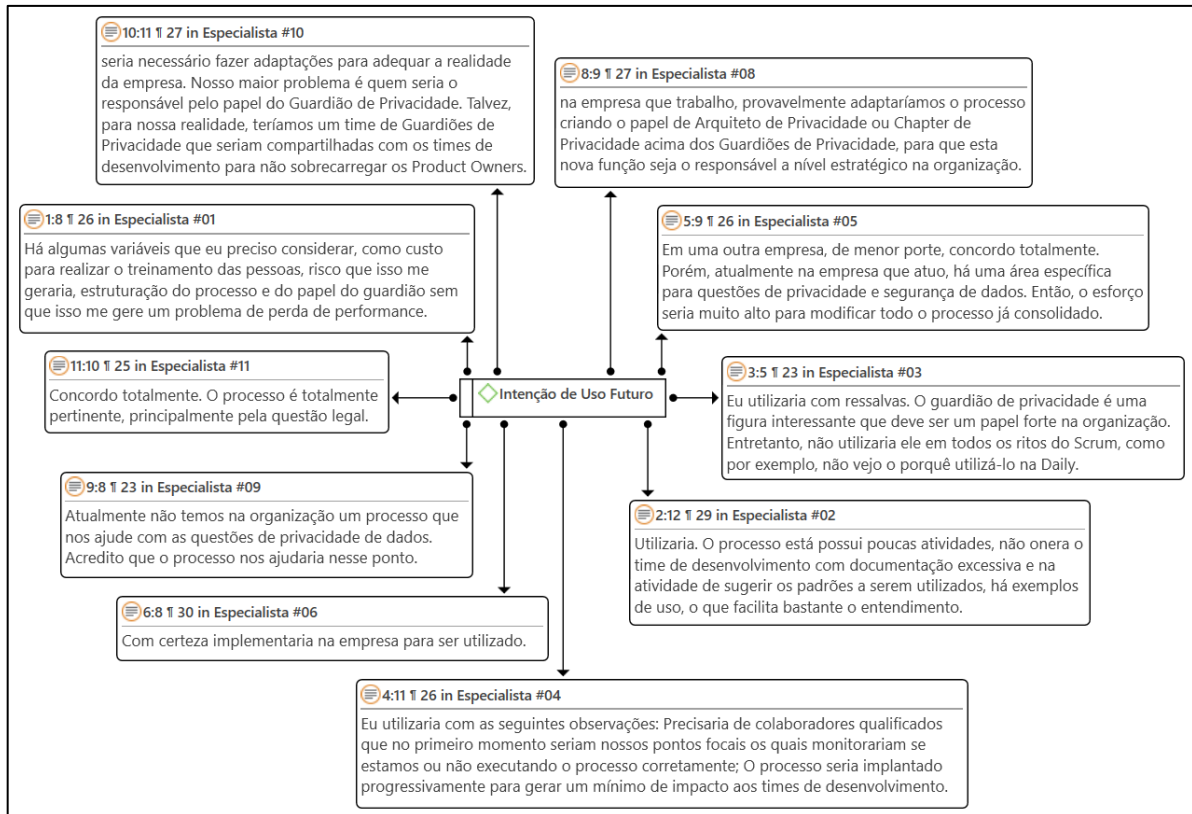 10:11 ¶ 27 in Especialista #10
seria necessário fazer adaptações para adequar a realidade
da empresa. Nosso maior problema é quem seria o
responsável pelo papel do Guardião de Privacidade. Talvez,
para nossa realidade, teríamos um time de Guardiões de
Privacidade que seriam compartilhadas com os times de
desenvolvimento para não sobrecarregar os Product Owners.
8:9 ¶ 27 in Especialista #08
na empresa que trabalho, provavelmente adaptaríamos o processo
criando o papel de Arquiteto de Privacidade ou Chapter de
Privacidade acima dos Guardiões de Privacidade, para que esta
nova função seja o responsável a nível estratégico na organização.
1:8 ¶ 26 in Especialista #01
Há algumas variáveis que eu preciso considerar, como custo
para realizar o treinamento das pessoas, risco que isso me
geraria, estruturação do processo e do papel do guardião sem
que isso me gere um problema de perda de performance.
5:9 ¶ 26 in Especialista #05
Em uma outra empresa, de menor porte, concordo totalmente.
Porém, atualmente na empresa que atuo, há uma área específica
para questões de privacidade e segurança de dados. Então, o esforço
seria muito alto para modificar todo o processo já consolidado.
11:10 ¶ 25 in Especialista #11
Concordo totalmente. O processo é totalmente
pertinente, principalmente pela questão legal.
Intenção de Uso Futuro
3:5 ¶ 23 in Especialista #03
Eu utilizaria com ressalvas. O guardião de privacidade é uma
figura interessante que deve ser um papel forte na organização.
Entretanto, não utilizaria ele em todos os ritos do Scrum, como
por exemplo, não vejo o porquê utilizá-lo na Daily.
9:8 ¶ 23 in Especialista #09
Atualmente não temos na organização um processo que
nos ajude com as questões de privacidade de dados.
Acredito que o processo nos ajudaria nesse ponto.
2:12 ¶ 29 in Especialista #02
Utilizaria. O processo está possui poucas atividades, não onera o
time de desenvolvimento com documentação excessiva e na
atividade de sugerir os padrões a serem utilizados, há exemplos
de uso, o que facilita bastante o entendimento.
6:8 ¶ 30 in Especialista #06
Com certeza implementaria na empresa para ser utilizado.
4:11 ¶ 26 in Especialista #04
Eu utilizaria com as seguintes observações: Precisaria de colaboradores qualificados
que no primeiro momento seriam nossos pontos focais os quais monitorariam se
estamos ou não executando o processo corretamente; O processo seria implantado
progressivamente para gerar um mínimo de impacto aos times de desenvolvimento.